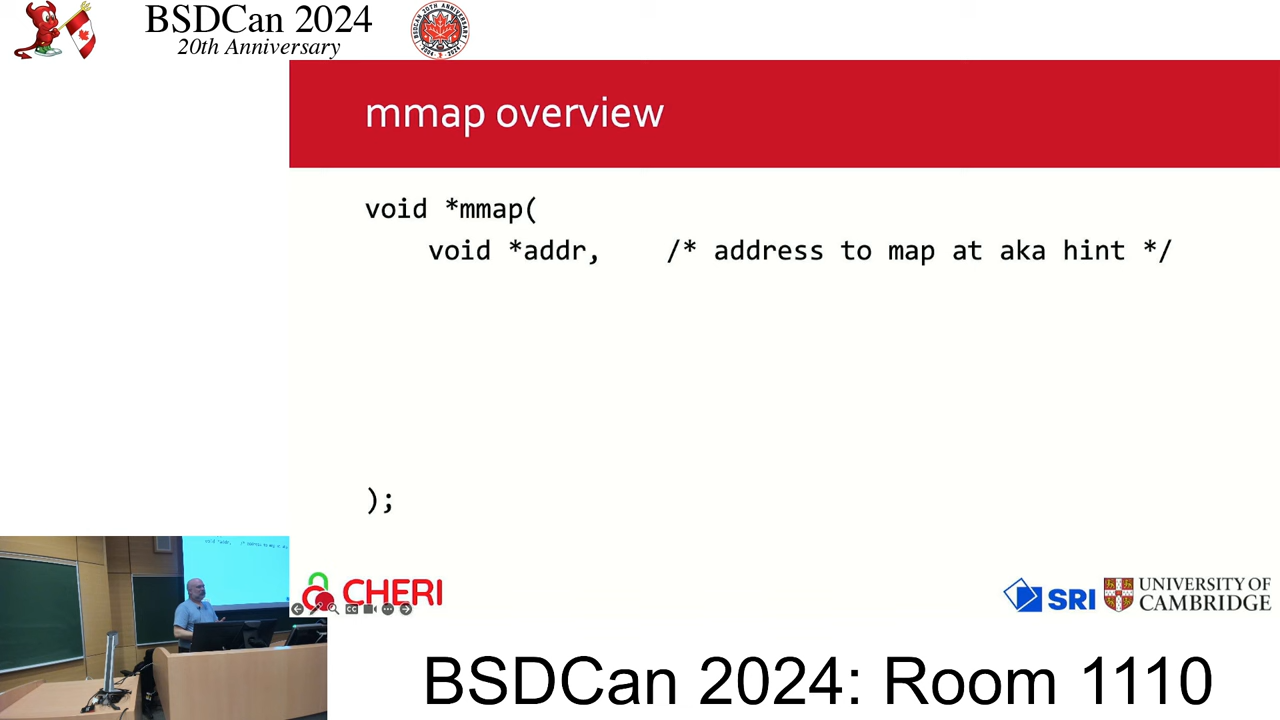 BSDCan 2024
20th Anniversary
mmap overview
void *mmap(
void *addr, /* address to map at aka hint */
);
CHERI
SRI
UNIVERSITY OF
CAMBRIDGE
BSDCan 2024: Room 1110